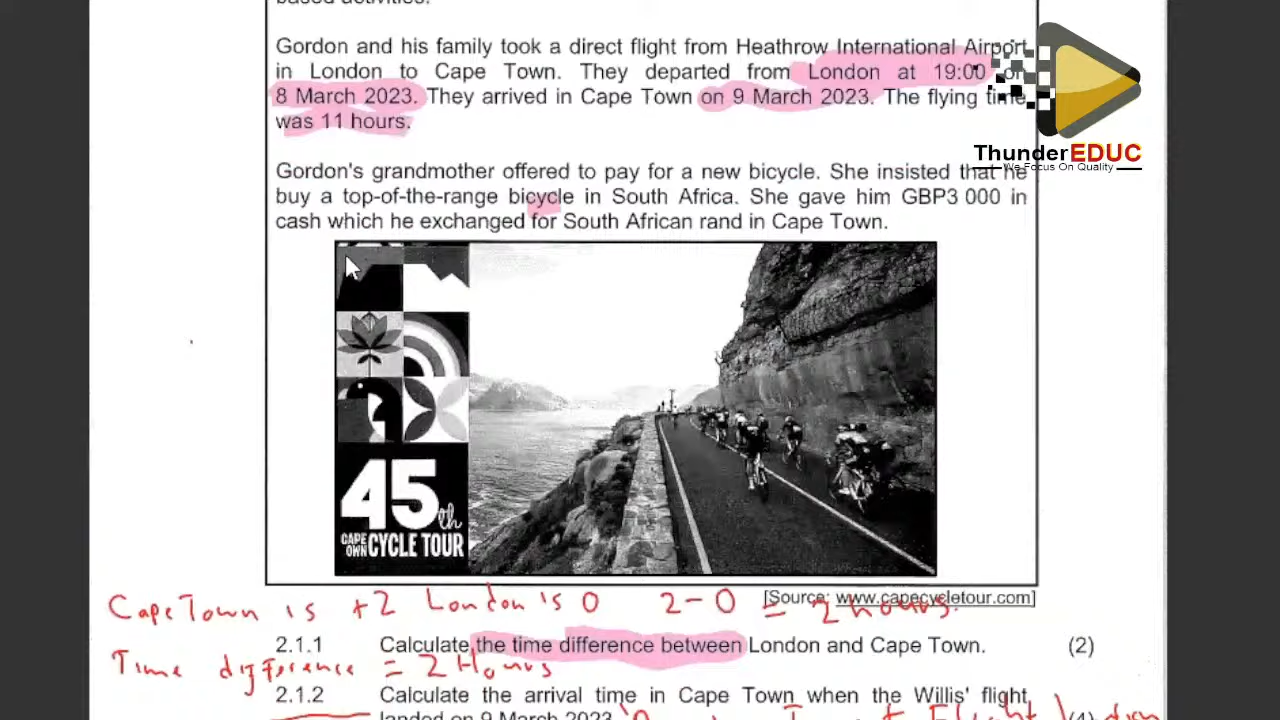 based activities.
Gordon and his family took a direct flight from Heathrow International Airport
in London to Cape Town. They departed from London at 19:00 on
8 March 2023. They arrived in Cape Town on 9 March 2023. The flying time
was 11 hours.
ThunderEDUC
We Focus On Quality
Gordon's grandmother offered to pay for a new bicycle. She insisted that he
buy a top-of-the-range bicycle in South Africa. She gave him GBP3 000 in
cash which he exchanged for South African rand in Cape Town.
45th
CAPE
OWN CYCLE TOUR
[Source: www.capecycletour.com]
Cape Town is +2 London is 0 2-0 = 2 hours.
2.1.1 Calculate the time difference between London and Cape Town. (2)
Time difference = 2 Hours
2.1.2 Calculate the arrival time in Cape Town when the Willis' flight
landed on 9 March 2023. (4)
Flight